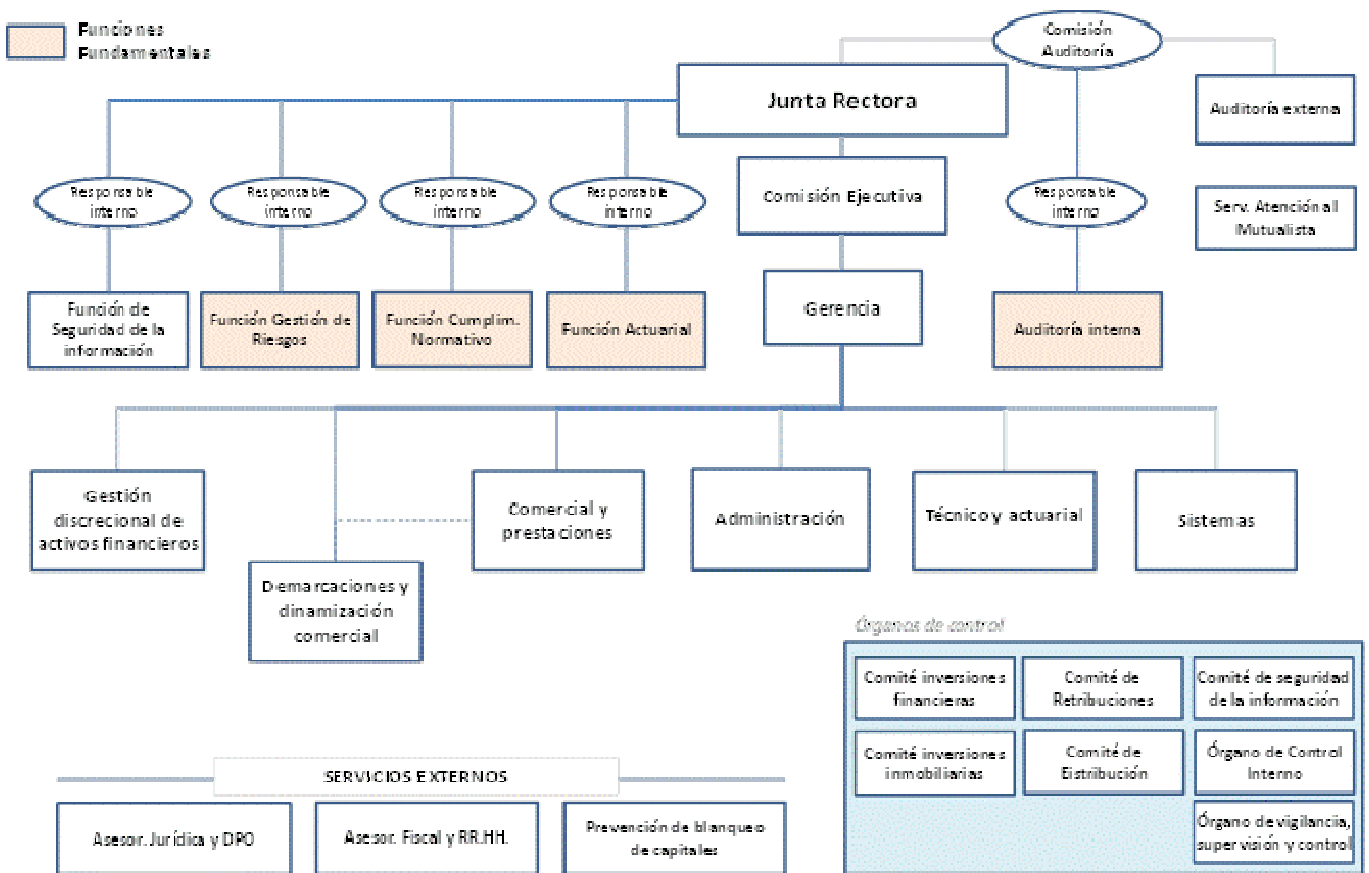 Funciones
Fundamentales
Comisión
Auditoría
Junta Rectora
Auditoría externa
Responsable
interno
Responsable
interno
Responsable
interno
Responsable
interno
Comisión Ejecutiva
Responsable
interno
Serv. Atención al
Mutualista
Función de
Seguridad de la
información
Función Gestión de
Riesgos
Función Cumplim.
Normativo
Función Actuarial
Gerencia
Auditoría interna
Gestión
discrecional de
activos financieros
Demarcaciones y
dinamización
comercial
Comercial y
prestaciones
Administración
Técnico y actuarial
Sistemas
Órganos de control
Comité inversiones
financieras
Comité de
Retribuciones
Comité de seguridad
de la información
Comité inversiones
inmobiliarias
Comité de
Eistribución
Órgano de Control
Interno
Órgano de vigilancia,
supervisión y control
SERVICIOS EXTERNOS
Asesor. Jurídica y DPO
Asesor. Fiscal y RR.HH.
Prevención de blanqueo
de capitales